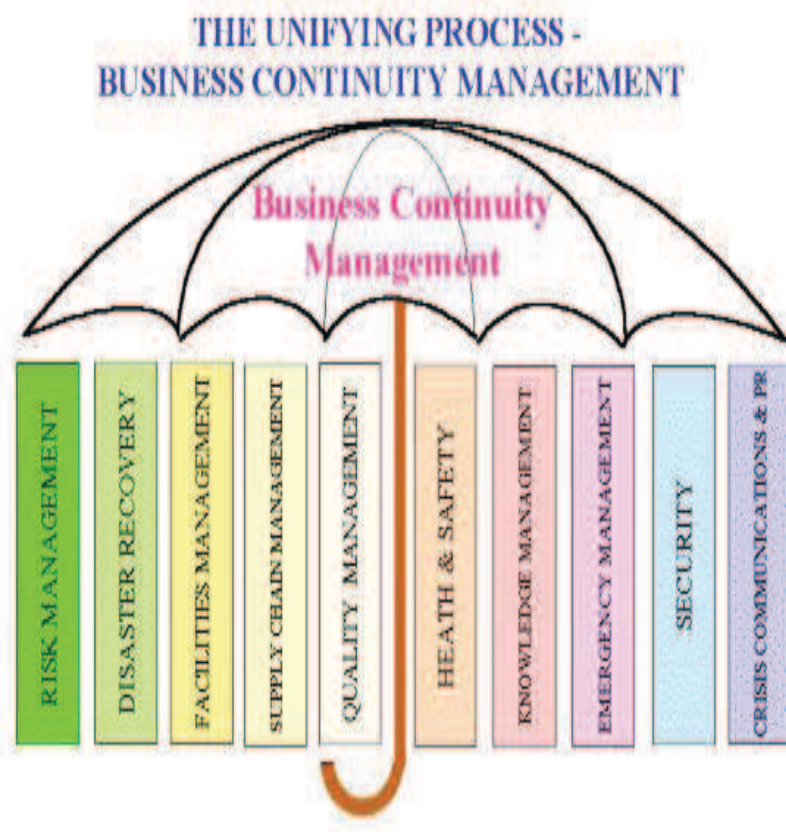 THE UNIFYING PROCESS -
BUSINESS CONTINUITY MANAGEMENT
Business Continuity
Management
RISK MANAGEMENT
DISASTER RECOVERY
FACILITIES MANAGEMENT
SUPPLY CHAIN MANAGEMENT
QUALITY MANAGEMENT
HEATH & SAFETY
KNOWLEDGE MANAGEMENT
EMERGENCY MANAGEMENT
SECURITY
CRISIS COMMUNICATIONS & PR